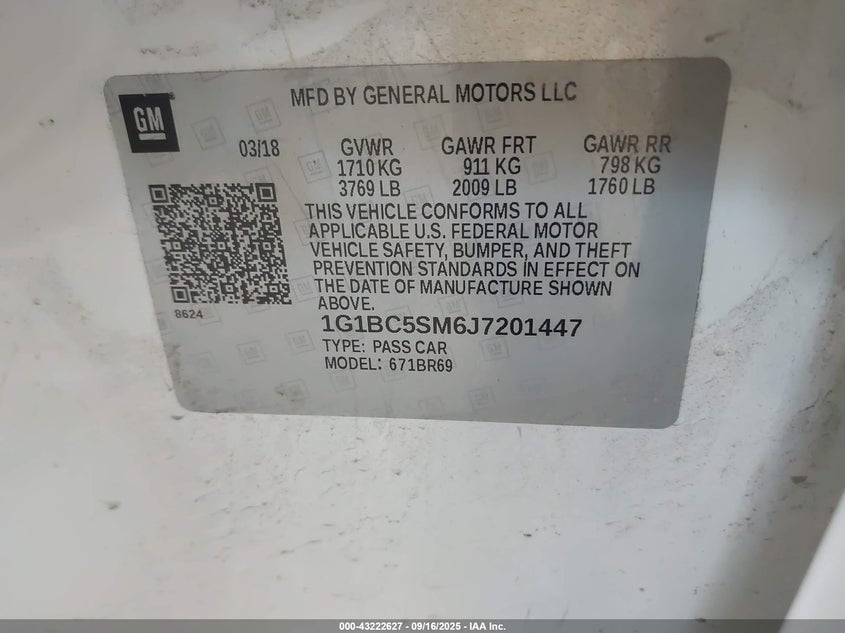 MFD BY GENERAL MOTORS LLC
GM
03/18 GVWR GAWR FRT GAWR RR
1710 KG 911 KG 798 KG
3769 LB 2009 LB 1760 LB
THIS VEHICLE CONFORMS TO ALL
APPLICABLE U.S. FEDERAL MOTOR
VEHICLE SAFETY, BUMPER, AND THEFT
PREVENTION STANDARDS IN EFFECT ON
THE DATE OF MANUFACTURE SHOWN
ABOVE.
8624
1G1BC5SM6J7201447
TYPE: PASS CAR
MODEL: 671BR69
000-43222627 - 09/16/2025 - IAA Inc.